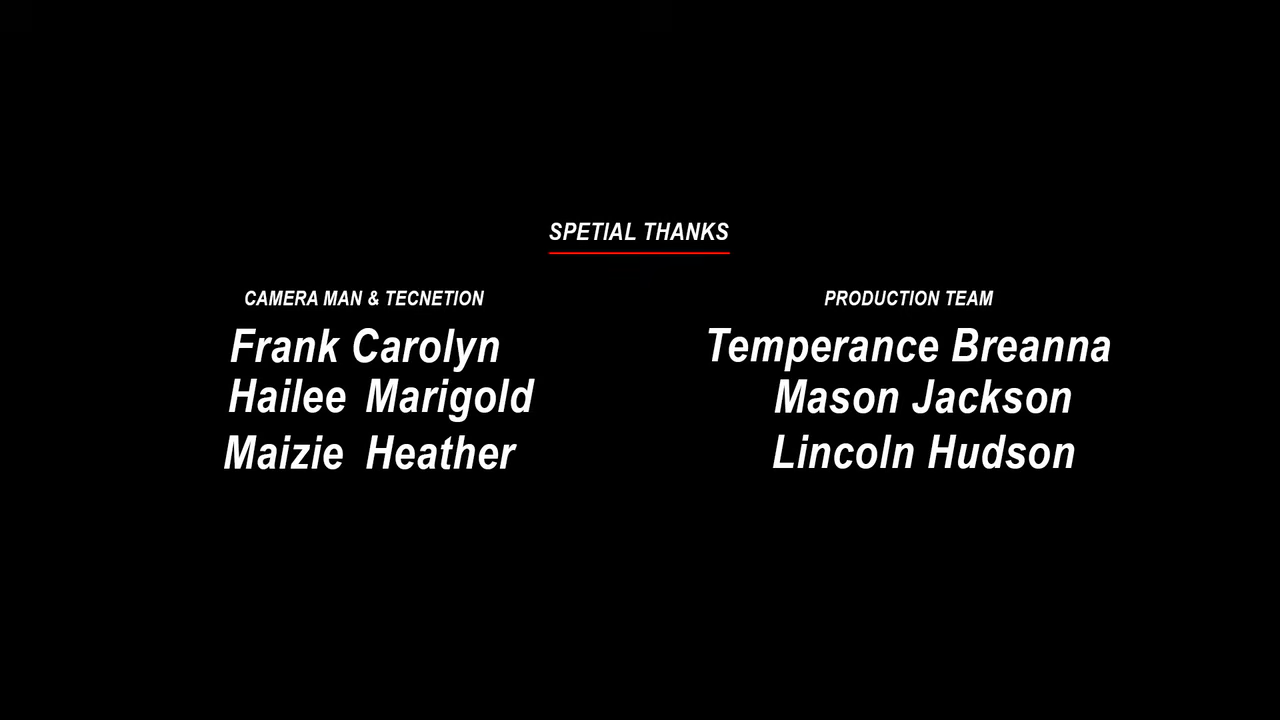 SPETIAL THANKS
CAMERA MAN & TECNETION
Frank Carolyn
Hailee Marigold
Maizie Heather
PRODUCTION TEAM
Temperance Breanna
Mason Jackson
Lincoln Hudson